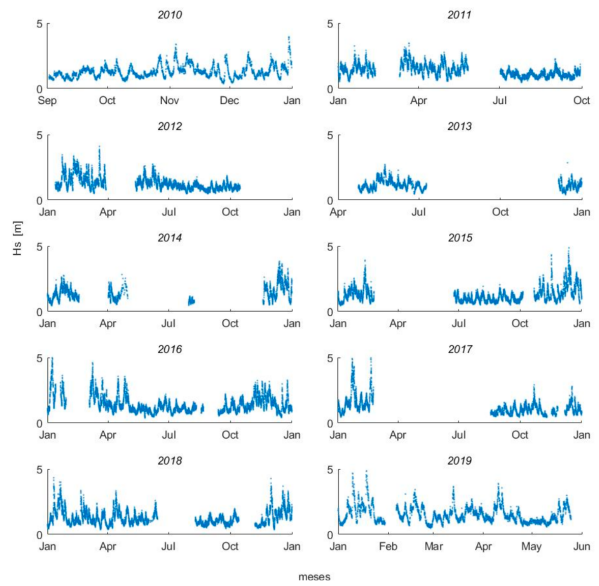 2010
5
0
Sep Oct Nov Dec Jan
2011
5
0
Jan Apr Jul Oct
2012
5
0
Jan Apr Jul Oct Jan
2013
5
0
Apr Jul Oct Jan
Hs [m]
2014
5
0
Jan Apr Jul Oct Jan
2015
5
0
Jan Apr Jul Oct Jan
2016
5
0
Jan Apr Jul Oct Jan
2017
5
0
Jan Apr Jul Oct Jan
2018
5
0
Jan Apr Jul Oct Jan
2019
5
0
Jan Feb Mar Apr May Jun
meses